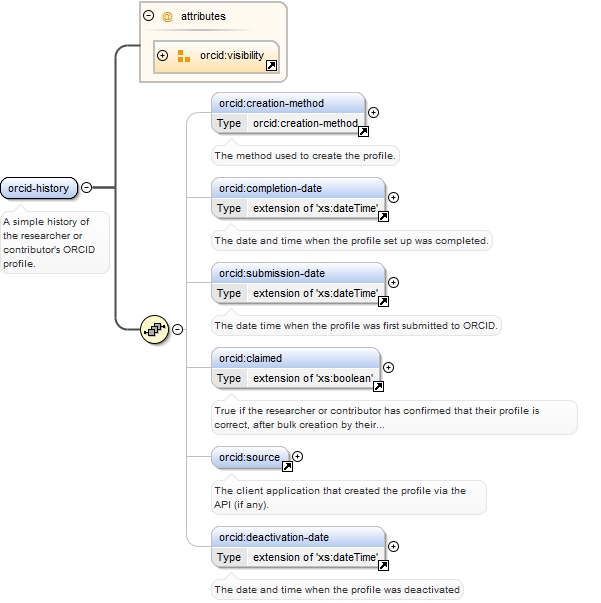 attributes
orcid:visibility
orcid:creation-method
Type orcid:creation-method
The method used to create the profile.
orcid-history
orcid:completion-date
Type extension of 'xs:dateTime'
A simple history of
the researcher or
contributor's ORCID
profile.
The date and time when the profile set up was completed.
orcid:submission-date
Type extension of 'xs:dateTime'
The date time when the profile was first submitted to ORCID.
orcid:claimed
Type extension of 'xs:boolean'
True if the researcher or contributor has confirmed that their profile is
correct, after bulk creation by their...
orcid:source
The client application that created the profile via the
API (if any).
orcid:deactivation-date
Type extension of 'xs:dateTime'
The date and time when the profile was deactivated